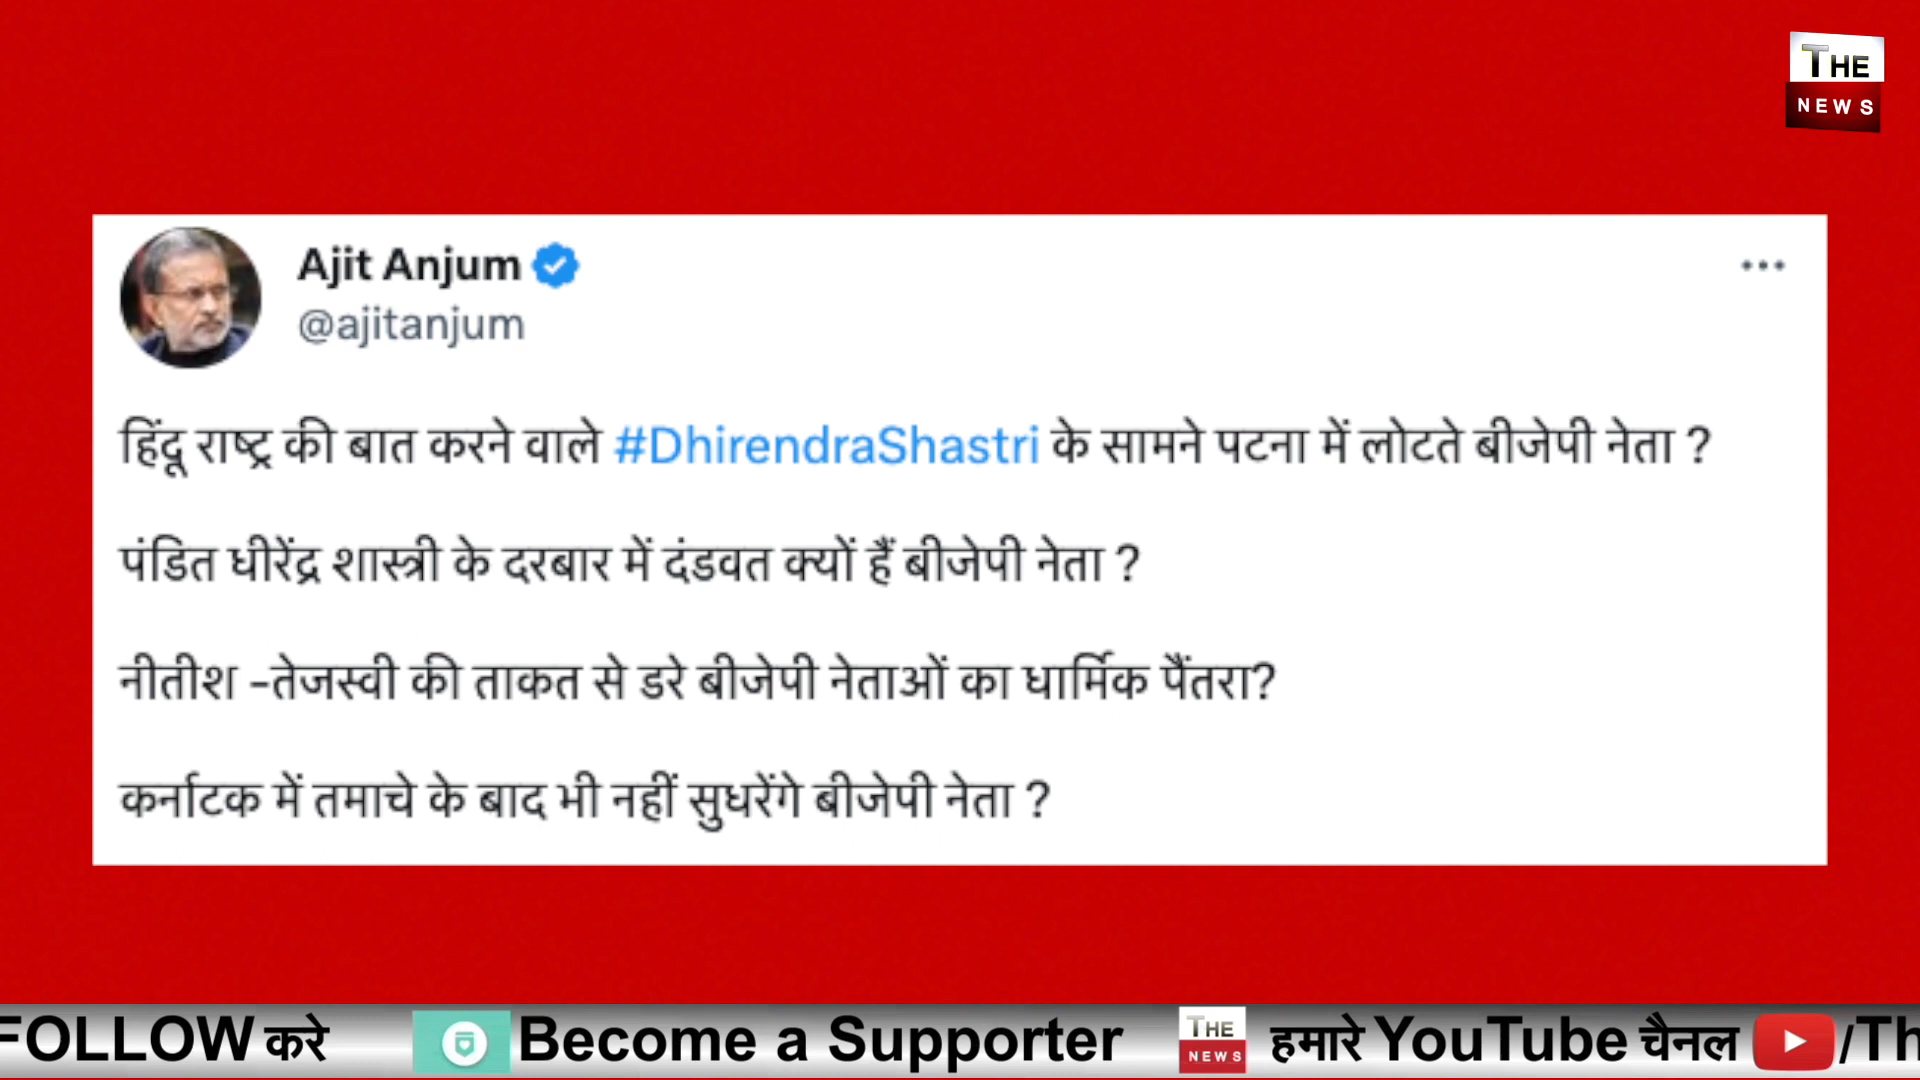 THE
NEWS
Ajit Anjum
@ajitanjum
हिंदू राष्ट्र की बात करने वाले #DhirendraShastri के सामने पटना में लोटते बीजेपी नेता ?
पंडित धीरेंद्र शास्त्री के दरबार में दंडवत क्यों हैं बीजेपी नेता ?
नीतीश -तेजस्वी की ताकत से डरे बीजेपी नेताओं का धार्मिक पैंतरा?
कर्नाटक में तमाचे के बाद भी नहीं सुधरेंगे बीजेपी नेता ?
FOLLOW करे Become a Supporter THE NEWS हमारे YouTube चैनल /Th